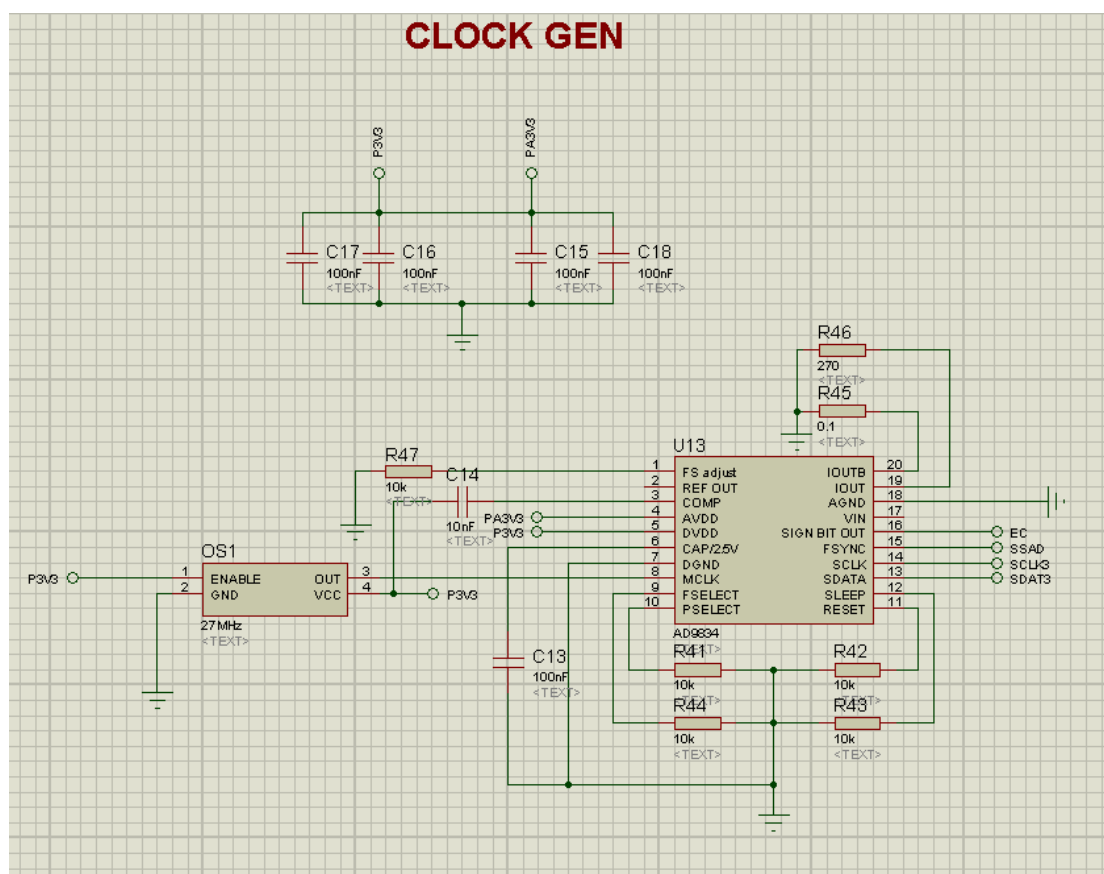 CLOCK GEN
P3V3
PA3V3
C17
100nF
<TEXT>
C16
100nF
<TEXT>
C15
100nF
<TEXT>
C18
100nF
<TEXT>
R46
270
<TEXT>
R45
0.1
<TEXT>
R47
10k
<TEXT>
C14
10nF
<TEXT>
U13
1 FS adjust IOUTB 20
2 REF OUT IOUT 19
3 COMP AGND 18
PA3V3 4 AVDD VIN 17
P3V3 5 DVDD SIGN BIT OUT 16 EC
6 CAP/2.5V FSYNC 15 SSAD
7 DGND SCLK 14 SCLK3
8 MCLK SDATA 13 SDAT3
9 FSELECT SLEEP 12
10 PSELECT RESET 11
AD9834
<TEXT>
OS1
P3V3 1 ENABLE OUT 3
2 GND VCC 4 P3V3
27MHz
<TEXT>
C13
100nF
<TEXT>
R41
10k
<TEXT>
R42
10k
<TEXT>
R44
10k
<TEXT>
R43
10k
<TEXT>